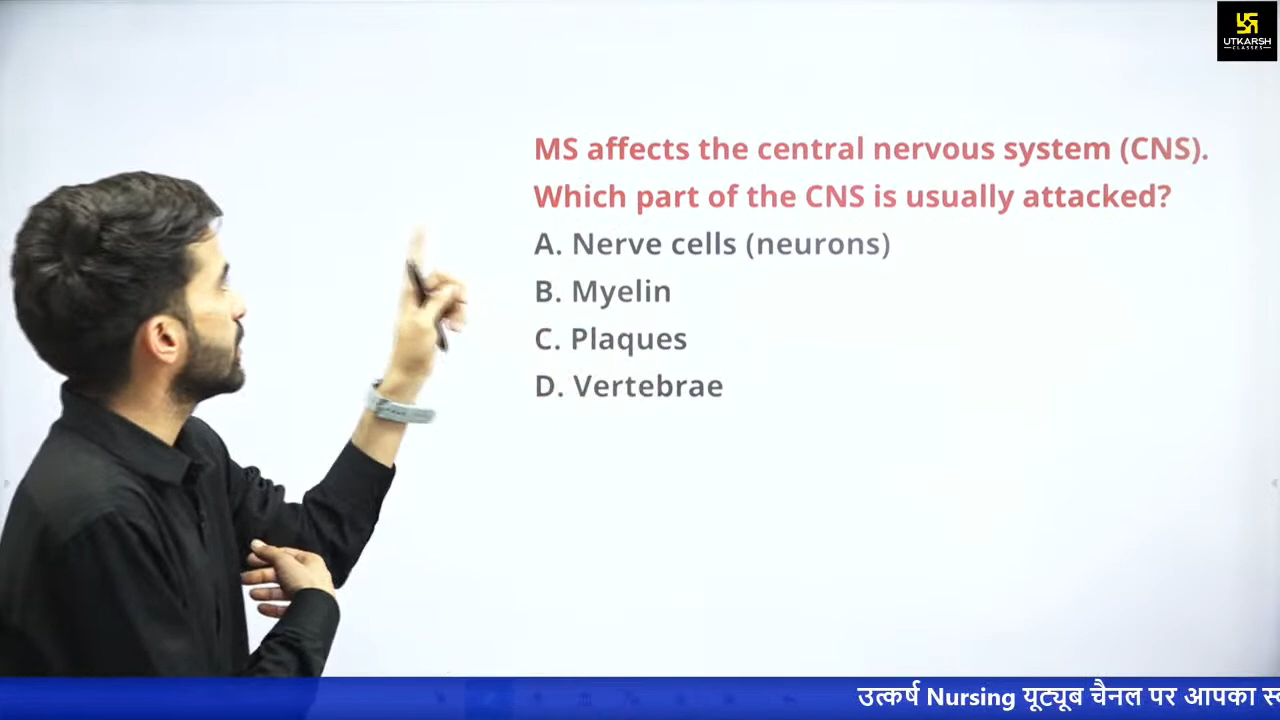 UTKARSH
CLASSES
MS affects the central nervous system (CNS).
Which part of the CNS is usually attacked?
A. Nerve cells (neurons)
B. Myelin
C. Plaques
D. Vertebrae
उत्कर्ष Nursing यूट्यूब चैनल पर आपका